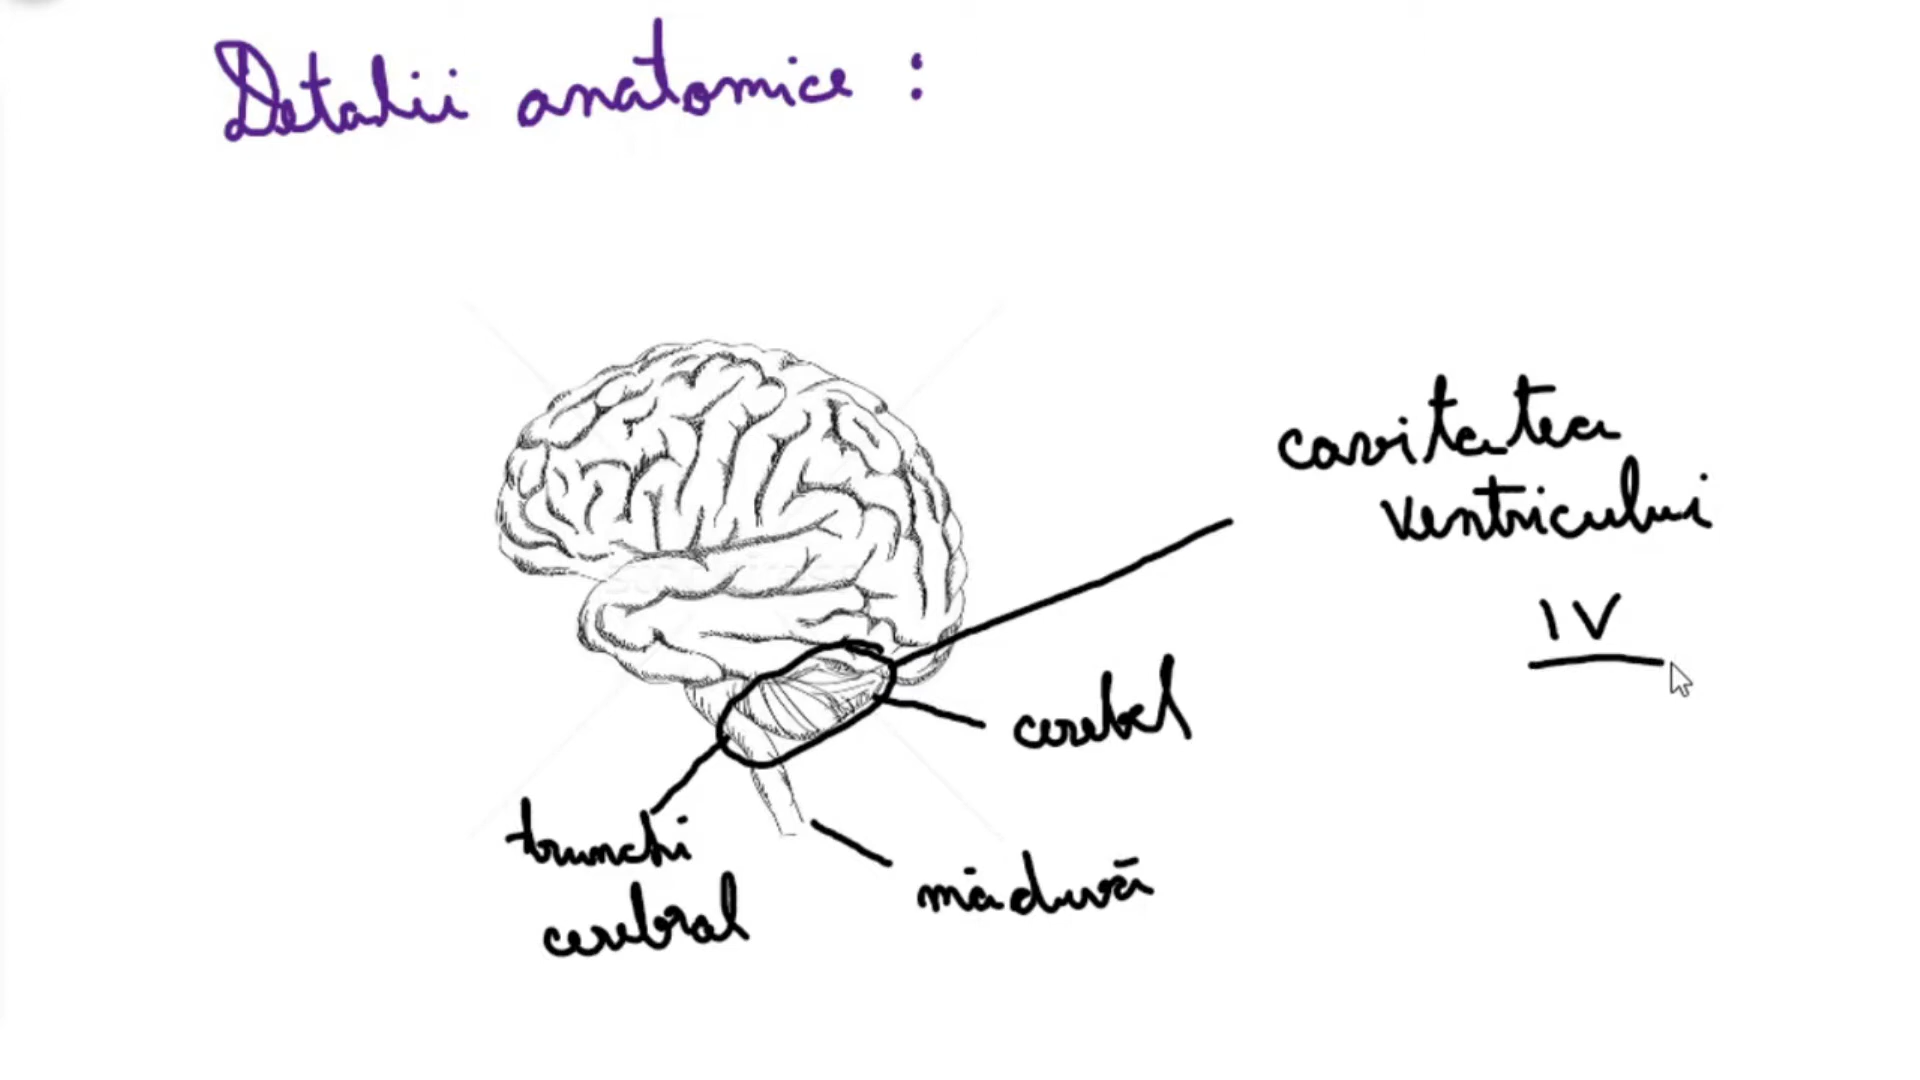 Detalii anatomice :
cavitatea
ventriculului
IV
cerebel
trunchi
cerebral
măduvă